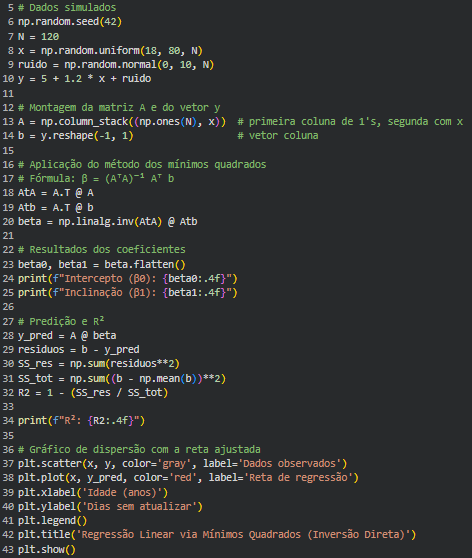 5 # Dados simulados
6 np.random.seed(42)
7 N = 120
8 x = np.random.uniform(18, 80, N)
9 ruido = np.random.normal(0, 10, N)
10 y = 5 + 1.2 * x + ruido
11
12 # Montagem da matriz A e do vetor y
13 A = np.column_stack((np.ones(N), x))  # primeira coluna de 1's, segunda com x
14 b = y.reshape(-1, 1)                  # vetor coluna
15
16 # Aplicação do método dos mínimos quadrados
17 # Fórmula: β = (AᵀA)⁻¹ Aᵀ b
18 AtA = A.T @ A
19 Atb = A.T @ b
20 beta = np.linalg.inv(AtA) @ Atb
21
22 # Resultados dos coeficientes
23 beta0, beta1 = beta.flatten()
24 print(f"Intercepto (β0): {beta0:.4f}")
25 print(f"Inclinação (β1): {beta1:.4f}")
26
27 # Predição e R²
28 y_pred = A @ beta
29 residuos = b - y_pred
30 SS_res = np.sum(residuos**2)
31 SS_tot = np.sum((b - np.mean(b))**2)
32 R2 = 1 - (SS_res / SS_tot)
33
34 print(f"R²: {R2:.4f}")
35
36 # Gráfico de dispersão com a reta ajustada
37 plt.scatter(x, y, color='gray', label='Dados observados')
38 plt.plot(x, y_pred, color='red', label='Reta de regressão')
39 plt.xlabel('Idade (anos)')
40 plt.ylabel('Dias sem atualizar')
41 plt.legend()
42 plt.title('Regressão Linear via Mínimos Quadrados (Inversão Direta)')
43 plt.show()